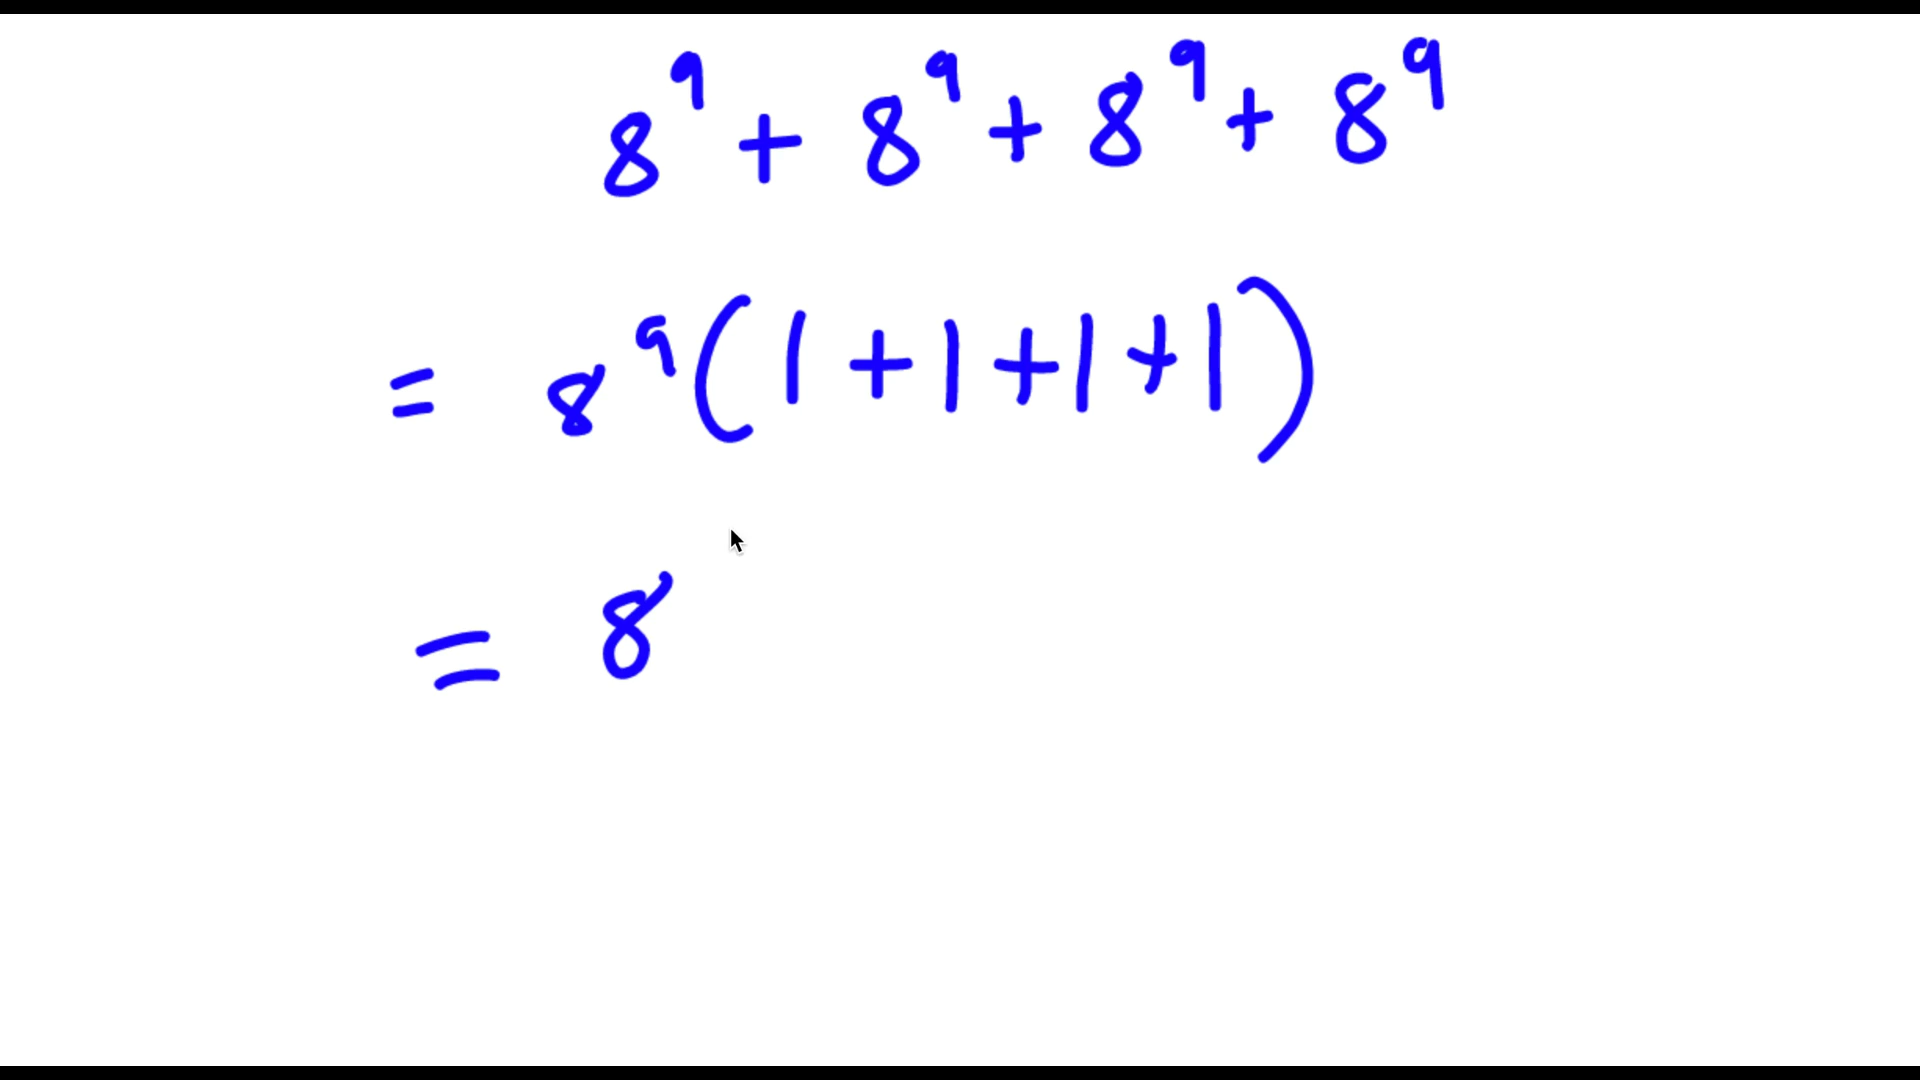 8⁹ + 8⁹ + 8⁹ + 8⁹
= 8⁹(1 + 1 + 1 + 1)
= 8